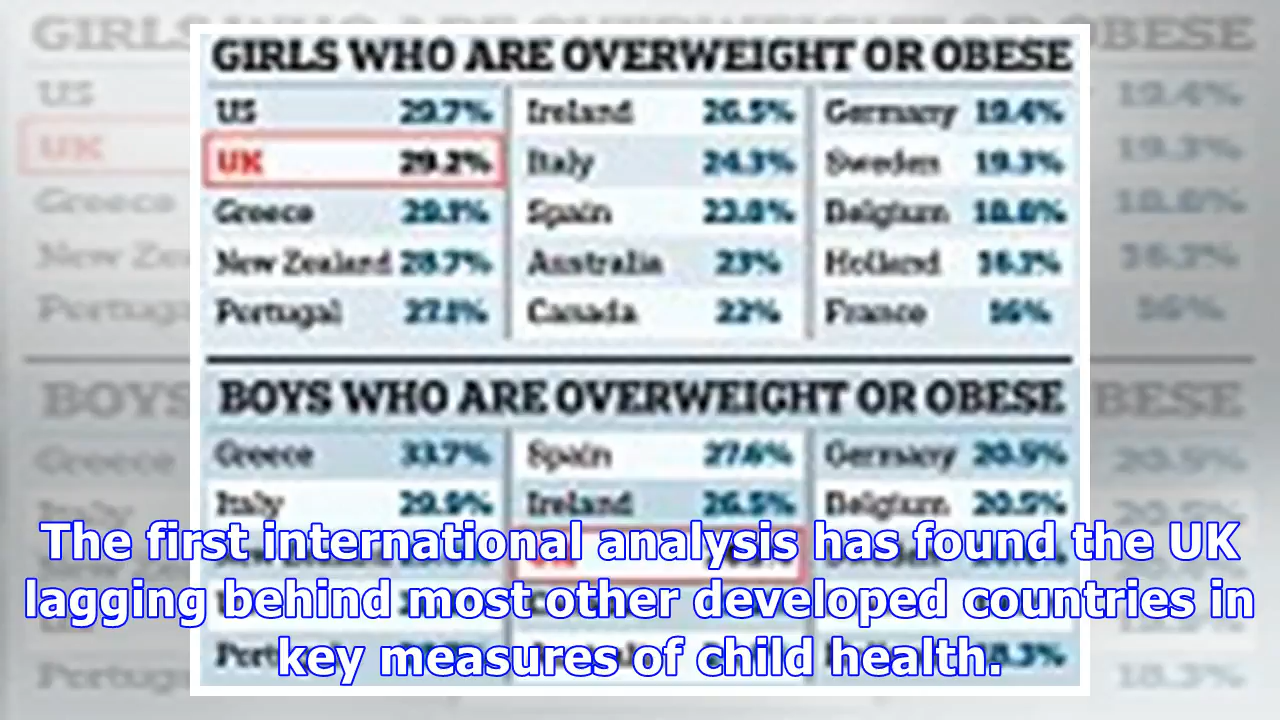 GIRLS WHO ARE OVERWEIGHT OR OBESE
US 29.7% Ireland 26.5% Germany 19.4%
UK 29.2% Italy 24.3% Sweden 19.3%
Greece 29.1% Spain 23.8% Belgium 18.8%
New Zealand 28.7% Australia 23% Holland 16.2%
Portugal 27.1% Canada 22% France 16%
BOYS WHO ARE OVERWEIGHT OR OBESE
Greece 33.7% Spain 27.6% Germany 20.5%
Italy 29.9% Ireland 26.5% Belgium 20.5%
The first international analysis has found the UK
lagging behind most other developed countries in
key measures of child health.